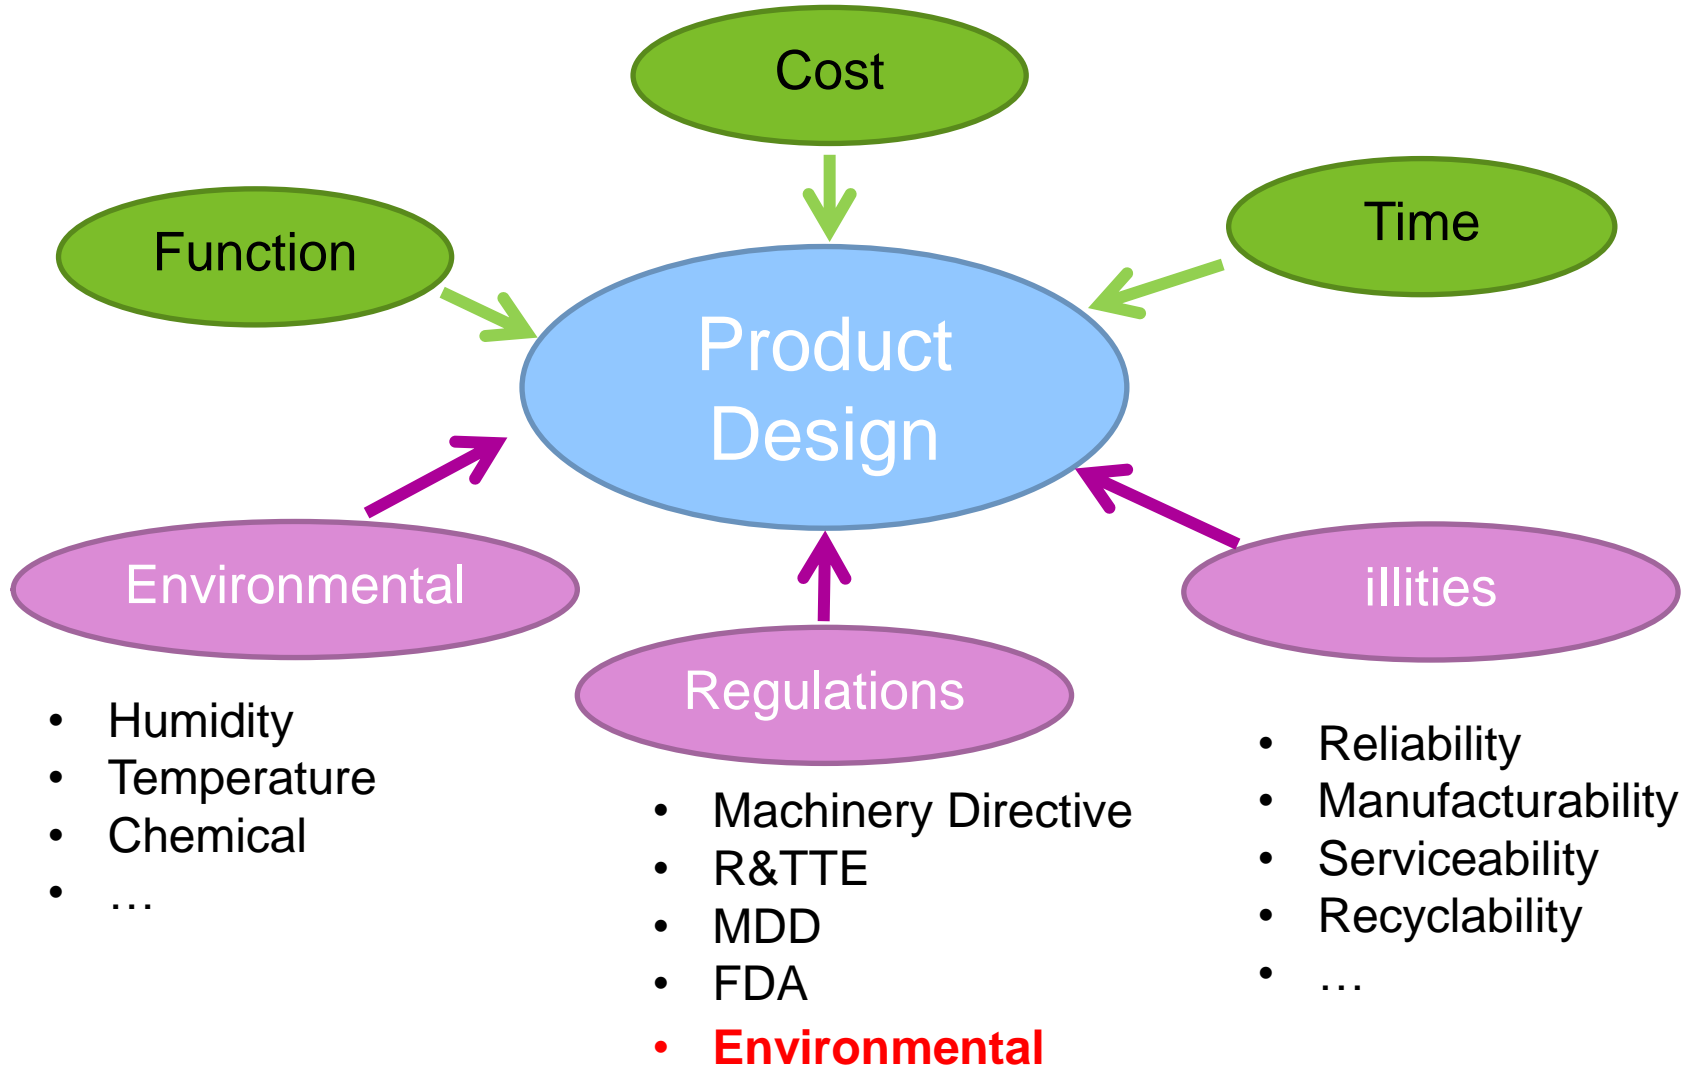 Cost
Function
Time
Product
Design
Environmental
• Humidity
• Temperature
• Chemical
• …
Regulations
• Machinery Directive
• R&TTE
• MDD
• FDA
• Environmental
illities
• Reliability
• Manufacturability
• Serviceability
• Recyclability
• …